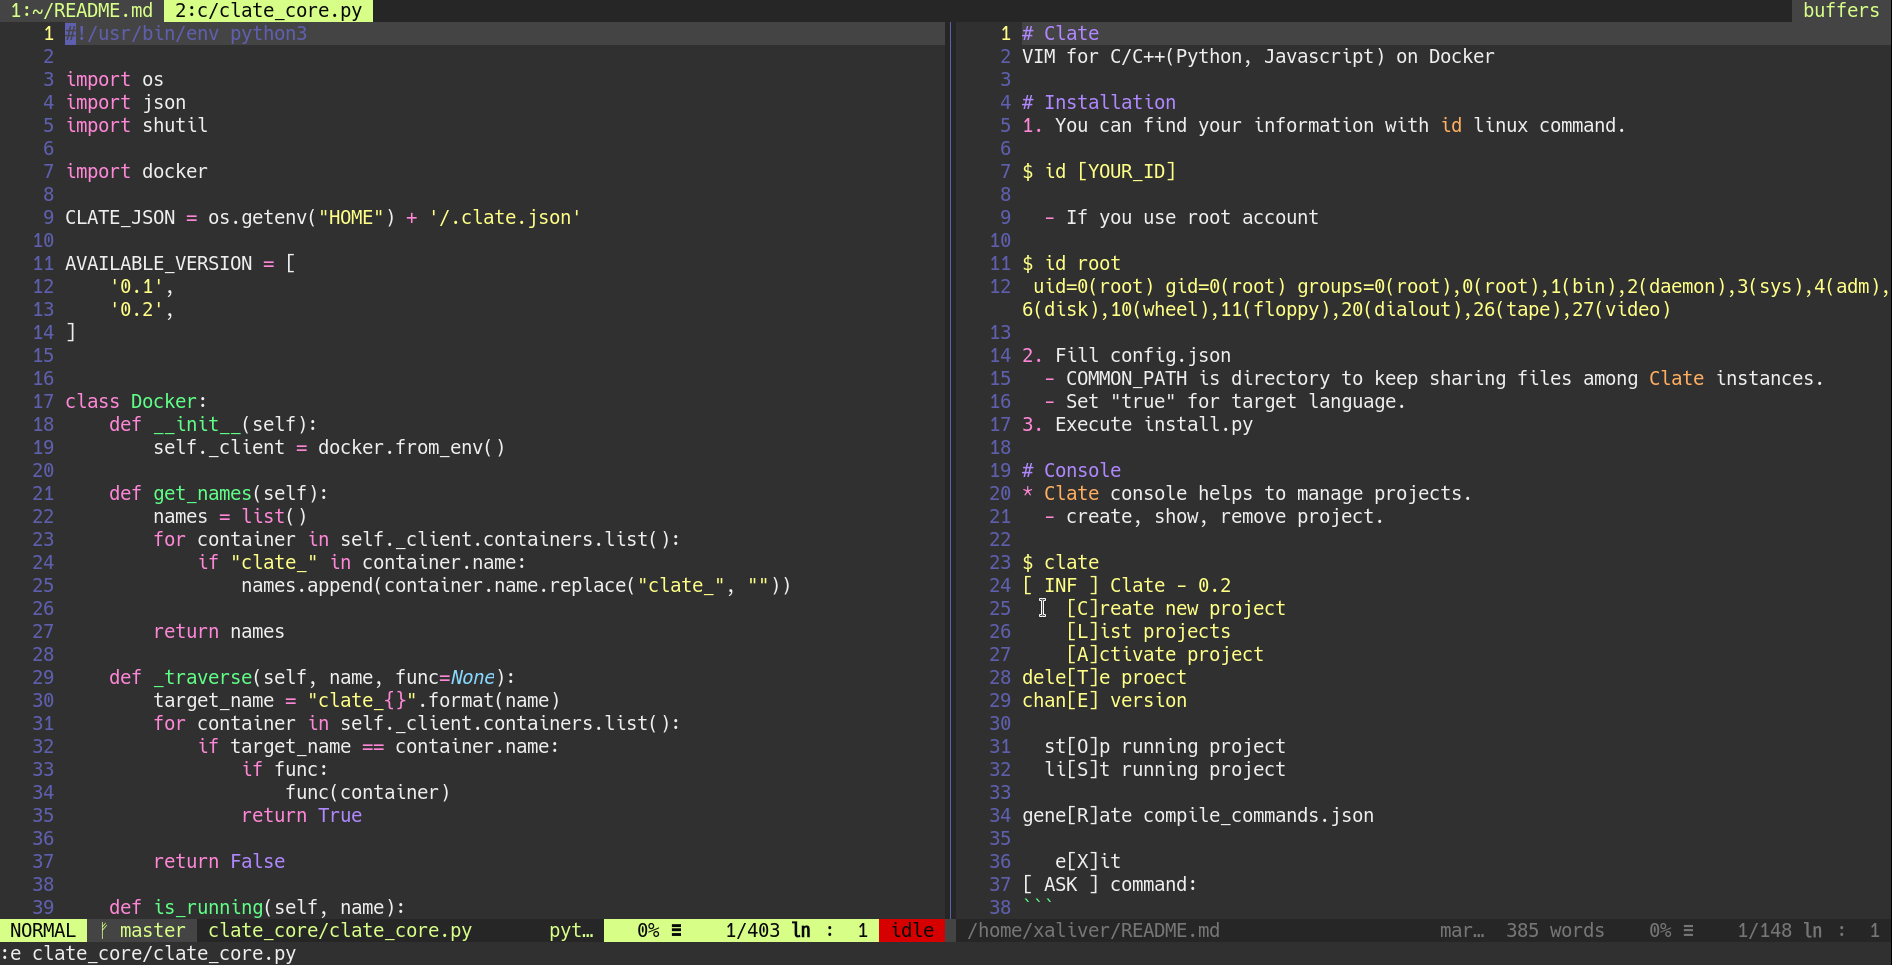 1:~/README.md 2:c/clate_core.py buffers
1 #!/usr/bin/env python3
2
3 import os
4 import json
5 import shutil
6
7 import docker
8
9 CLATE_JSON = os.getenv("HOME") + '/.clate.json'
10
11 AVAILABLE_VERSION = [
12     '0.1',
13     '0.2',
14 ]
15
16
17 class Docker:
18     def __init__(self):
19         self._client = docker.from_env()
20
21     def get_names(self):
22         names = list()
23         for container in self._client.containers.list():
24             if "clate_" in container.name:
25                 names.append(container.name.replace("clate_", ""))
26
27         return names
28
29     def _traverse(self, name, func=None):
30         target_name = "clate_{}".format(name)
31         for container in self._client.containers.list():
32             if target_name == container.name:
33                 if func:
34                     func(container)
35                 return True
36
37         return False
38
39     def is_running(self, name):
NORMAL ᚠ master clate_core/clate_core.py pyt… 0% ≡ 1/403 ln : 1 idle
1 # Clate
2 VIM for C/C++(Python, Javascript) on Docker
3
4 # Installation
5 1. You can find your information with id linux command.
6
7 $ id [YOUR_ID]
8
9   - If you use root account
10
11 $ id root
12  uid=0(root) gid=0(root) groups=0(root),0(root),1(bin),2(daemon),3(sys),4(adm),
6(disk),10(wheel),11(floppy),20(dialout),26(tape),27(video)
13
14 2. Fill config.json
15   - COMMON_PATH is directory to keep sharing files among Clate instances.
16   - Set "true" for target language.
17 3. Execute install.py
18
19 # Console
20 * Clate console helps to manage projects.
21   - create, show, remove project.
22
23 $ clate
24 [ INF ] Clate - 0.2
25     [C]reate new project
26     [L]ist projects
27     [A]ctivate project
28 dele[T]e proect
29 chan[E] version
30
31   st[O]p running project
32   li[S]t running project
33
34 gene[R]ate compile_commands.json
35
36    e[X]it
37 [ ASK ] command:
38 ```
/home/xaliver/README.md mar… 385 words 0% ≡ 1/148 ln : 1
:e clate_core/clate_core.py